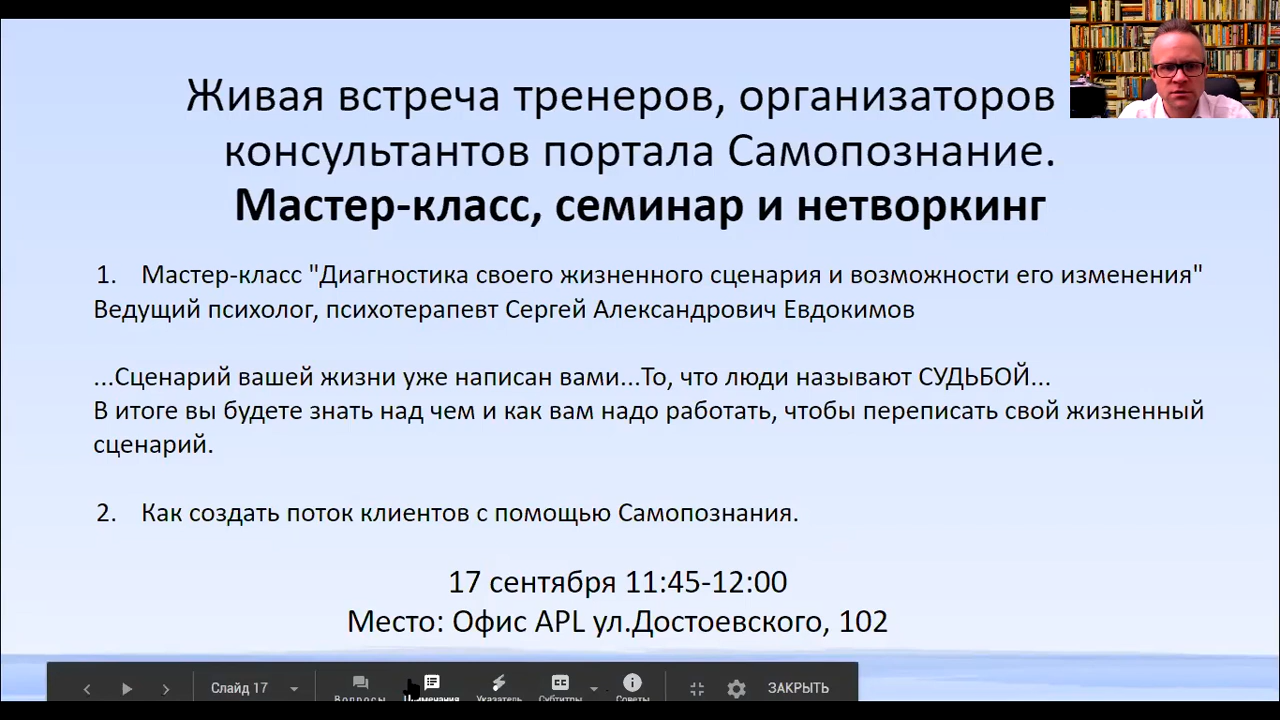 Живая встреча тренеров, организаторов
консультантов портала Самопознание.
Мастер-класс, семинар и нетворкинг
1. Мастер-класс "Диагностика своего жизненного сценария и возможности его изменения"
Ведущий психолог, психотерапевт Сергей Александрович Евдокимов
...Сценарий вашей жизни уже написан вами...То, что люди называют СУДЬБОЙ...
В итоге вы будете знать над чем и как вам надо работать, чтобы переписать свой жизненный
сценарий.
2. Как создать поток клиентов с помощью Самопознания.
17 сентября 11:45-12:00
Место: Офис APL ул.Достоевского, 102
Слайд 17 Вопросы Примечания Указатель CC Субтитры Советы ЗАКРЫТЬ